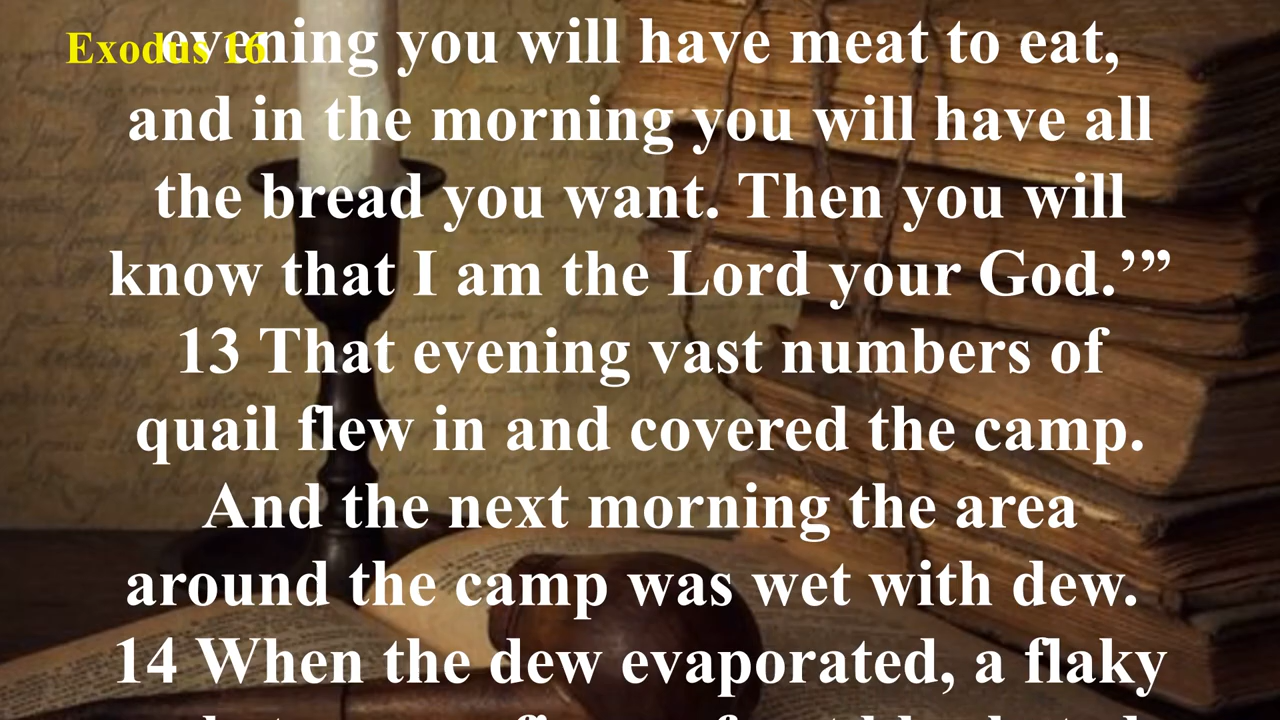 Exodus 16
evening you will have meat to eat,
and in the morning you will have all
the bread you want. Then you will
know that I am the Lord your God.’”
13 That evening vast numbers of
quail flew in and covered the camp.
And the next morning the area
around the camp was wet with dew.
14 When the dew evaporated, a flaky